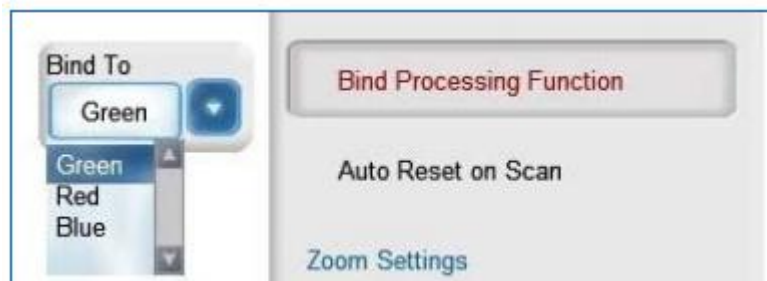 Bind To
Green
Green
Red
Blue
Bind Processing Function
Auto Reset on Scan
Zoom Settings